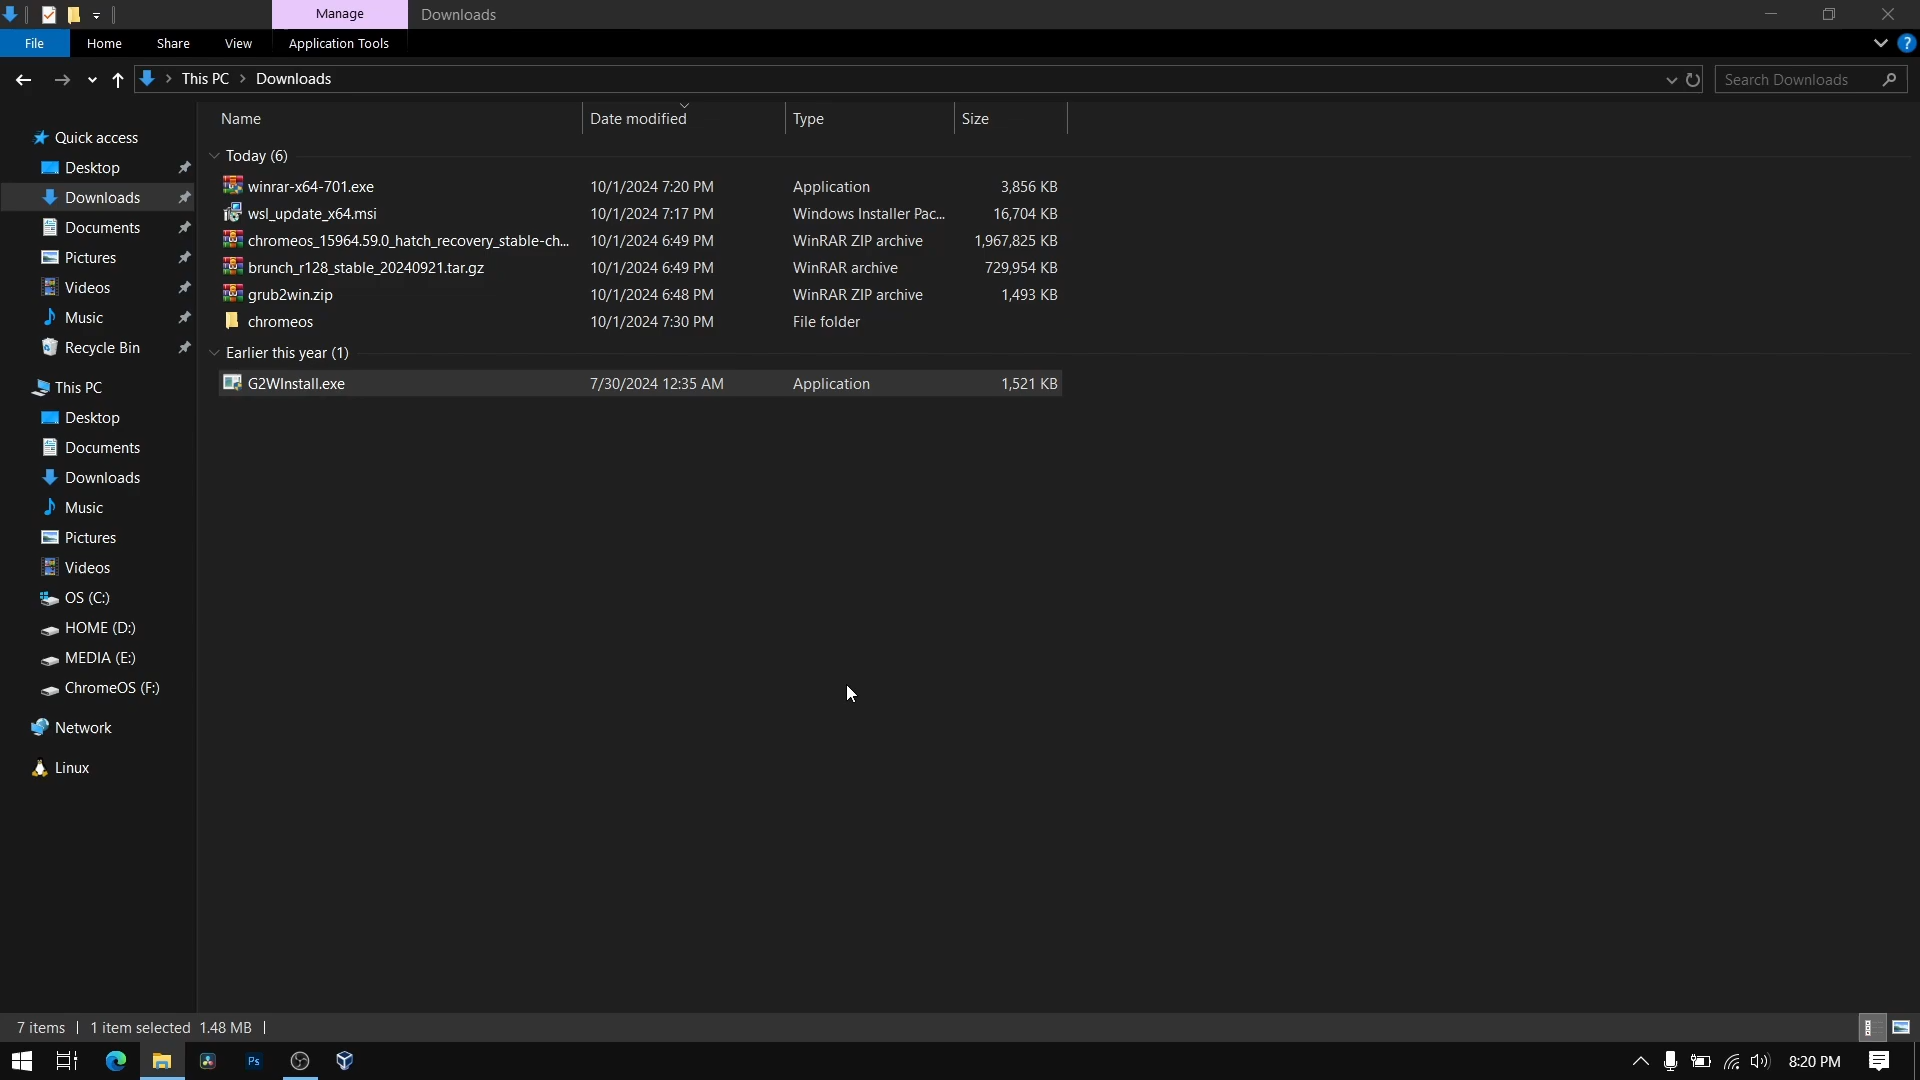 Manage
Downloads
File
Home
Share
View
Application Tools
?
This PC
Downloads
Search Downloads
Name
Date modified
Type
Size
Today (6)
winrar-x64-701.exe 10/1/2024 7:20 PM Application 3,856 KB
wsl_update_x64.msi 10/1/2024 7:17 PM Windows Installer Pac... 16,704 KB
chromeos_15964.59.0_hatch_recovery_stable-ch... 10/1/2024 6:49 PM WinRAR ZIP archive 1,967,825 KB
brunch_r128_stable_20240921.tar.gz 10/1/2024 6:49 PM WinRAR archive 729,954 KB
grub2win.zip 10/1/2024 6:48 PM WinRAR ZIP archive 1,493 KB
chromeos 10/1/2024 7:30 PM File folder
Earlier this year (1)
G2WInstall.exe 7/30/2024 12:35 AM Application 1,521 KB
Quick access
Desktop
Downloads
Documents
Pictures
Videos
Music
Recycle Bin
This PC
Desktop
Documents
Downloads
Music
Pictures
Videos
OS (C:)
HOME (D:)
MEDIA (E:)
ChromeOS (F:)
Network
Linux
7 items
1 item selected 1.48 MB
Ps
8:20 PM